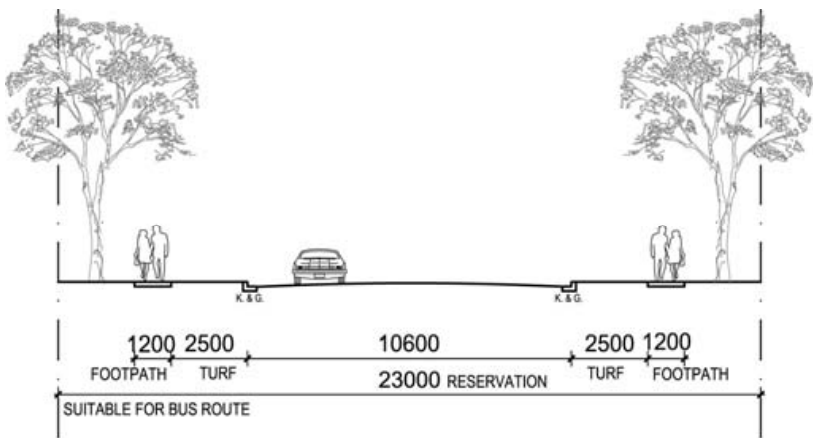 K. & G.
K. & G.
1200 2500 10600 2500 1200
FOOTPATH TURF TURF FOOTPATH
23000 RESERVATION
SUITABLE FOR BUS ROUTE